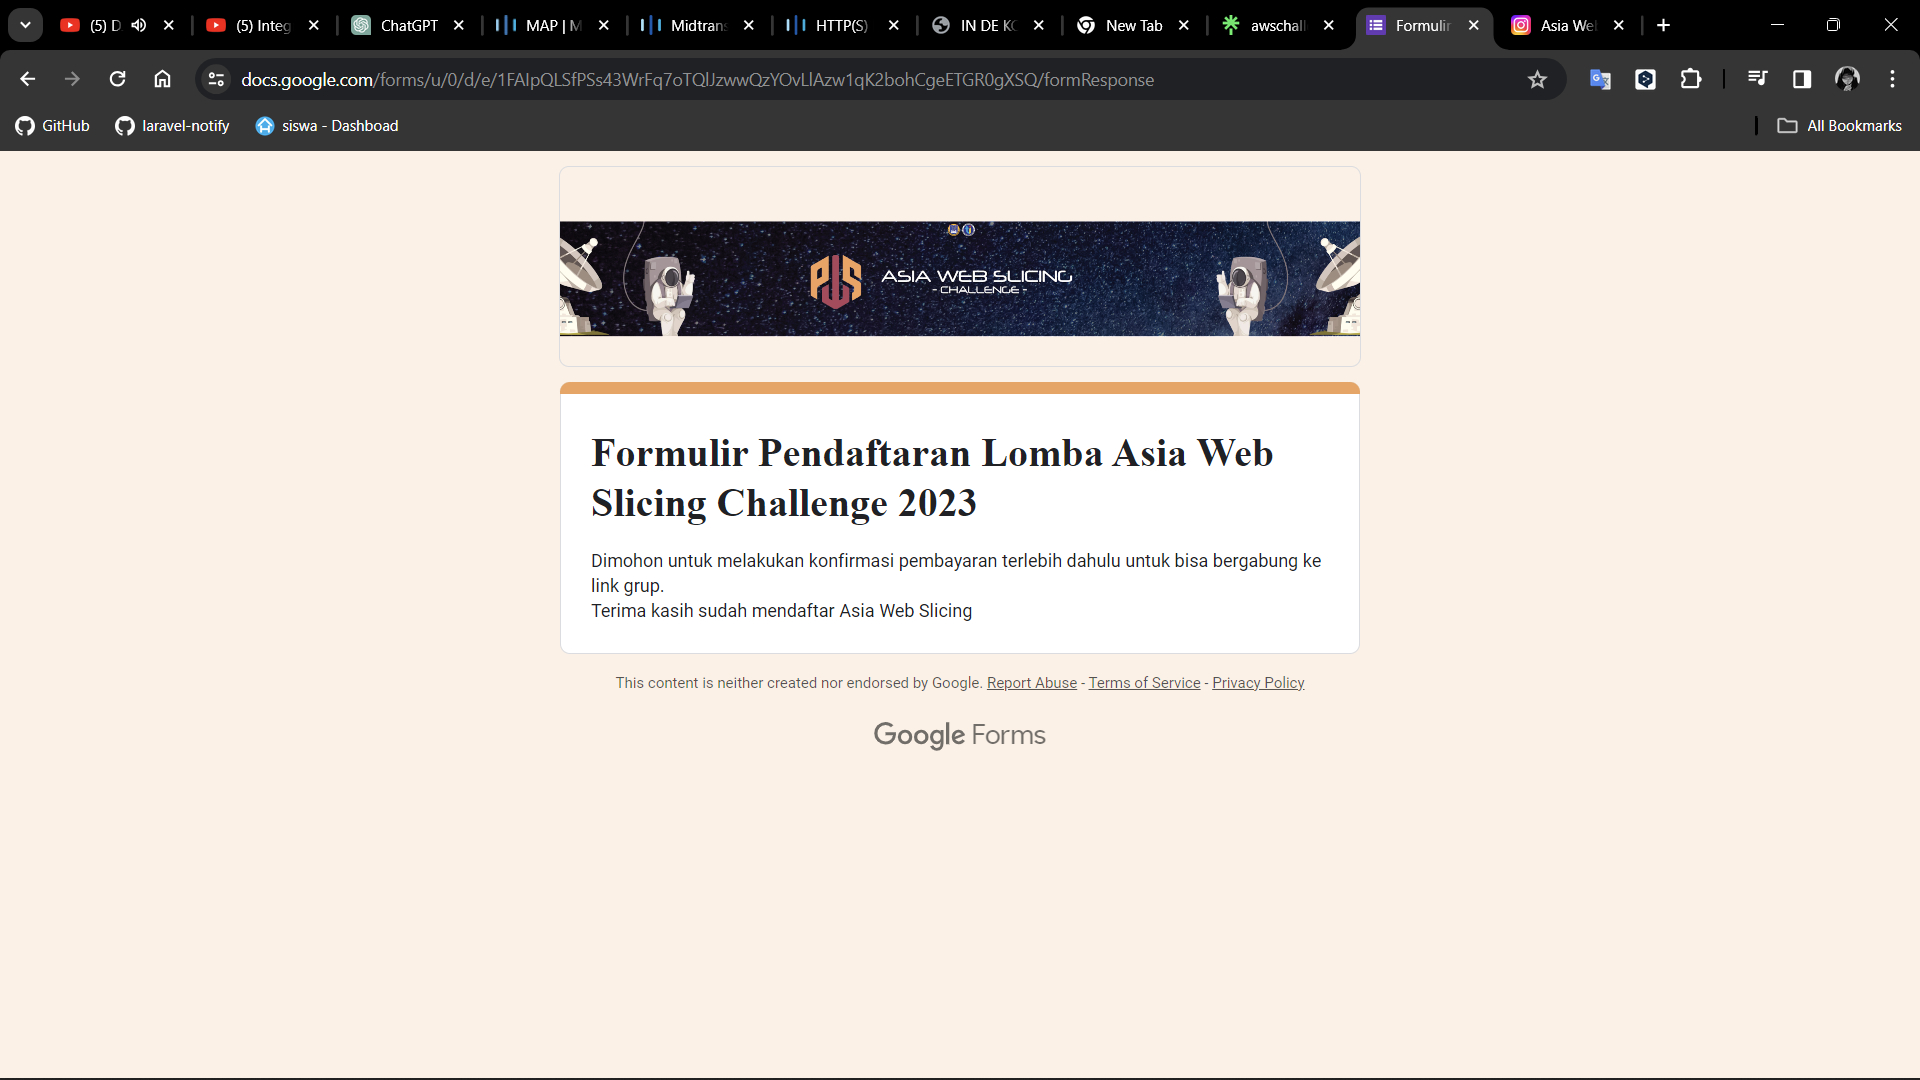 (5) D
(5) Integ
ChatGPT
MAP | M
Midtrans
HTTP(S)
IN DE KO
New Tab
awschall
Formulir
Asia We
docs.google.com/forms/u/0/d/e/1FAIpQLSfPSs43WrFq7oTQlJzwwQzYOvLlAzw1qK2bohCgeETGR0gXSQ/formResponse
GitHub
laravel-notify
siswa - Dashboad
All Bookmarks
ASIA WEB SLICING
- CHALLENGE -
Formulir Pendaftaran Lomba Asia Web
Slicing Challenge 2023
Dimohon untuk melakukan konfirmasi pembayaran terlebih dahulu untuk bisa bergabung ke
link grup.
Terima kasih sudah mendaftar Asia Web Slicing
This content is neither created nor endorsed by Google. Report Abuse - Terms of Service - Privacy Policy
Google Forms